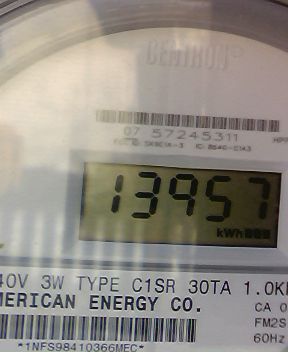 CENTRON®
07 57245311
13957
kWh
40V 3W TYPE C1SR 30TA 1.0K
MERICAN ENERGY CO.
CA 0
FM2S
60Hz
*1NFS98410366MEC*